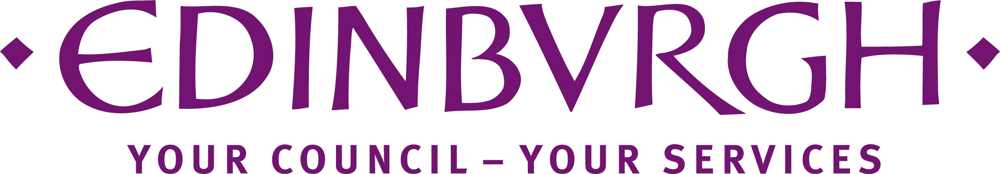 ·EDINBVRGH·
YOUR COUNCIL – YOUR SERVICES